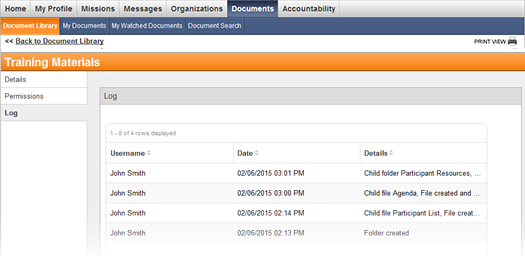 Home My Profile Missions Messages Organizations Documents Accountability
Document Library My Documents My Watched Documents Document Search
<< Back to Document Library PRINT VIEW
Training Materials
Details
Permissions
Log
Log
1 - 8 of 4 rows displayed
Username Date Details
John Smith 02/06/2015 03:01 PM Child folder Participant Resources, ...
John Smith 02/06/2015 03:00 PM Child file Agenda, File created and ...
John Smith 02/06/2015 02:14 PM Child file Participant List, File creat...
John Smith 02/06/2015 02:13 PM Folder created